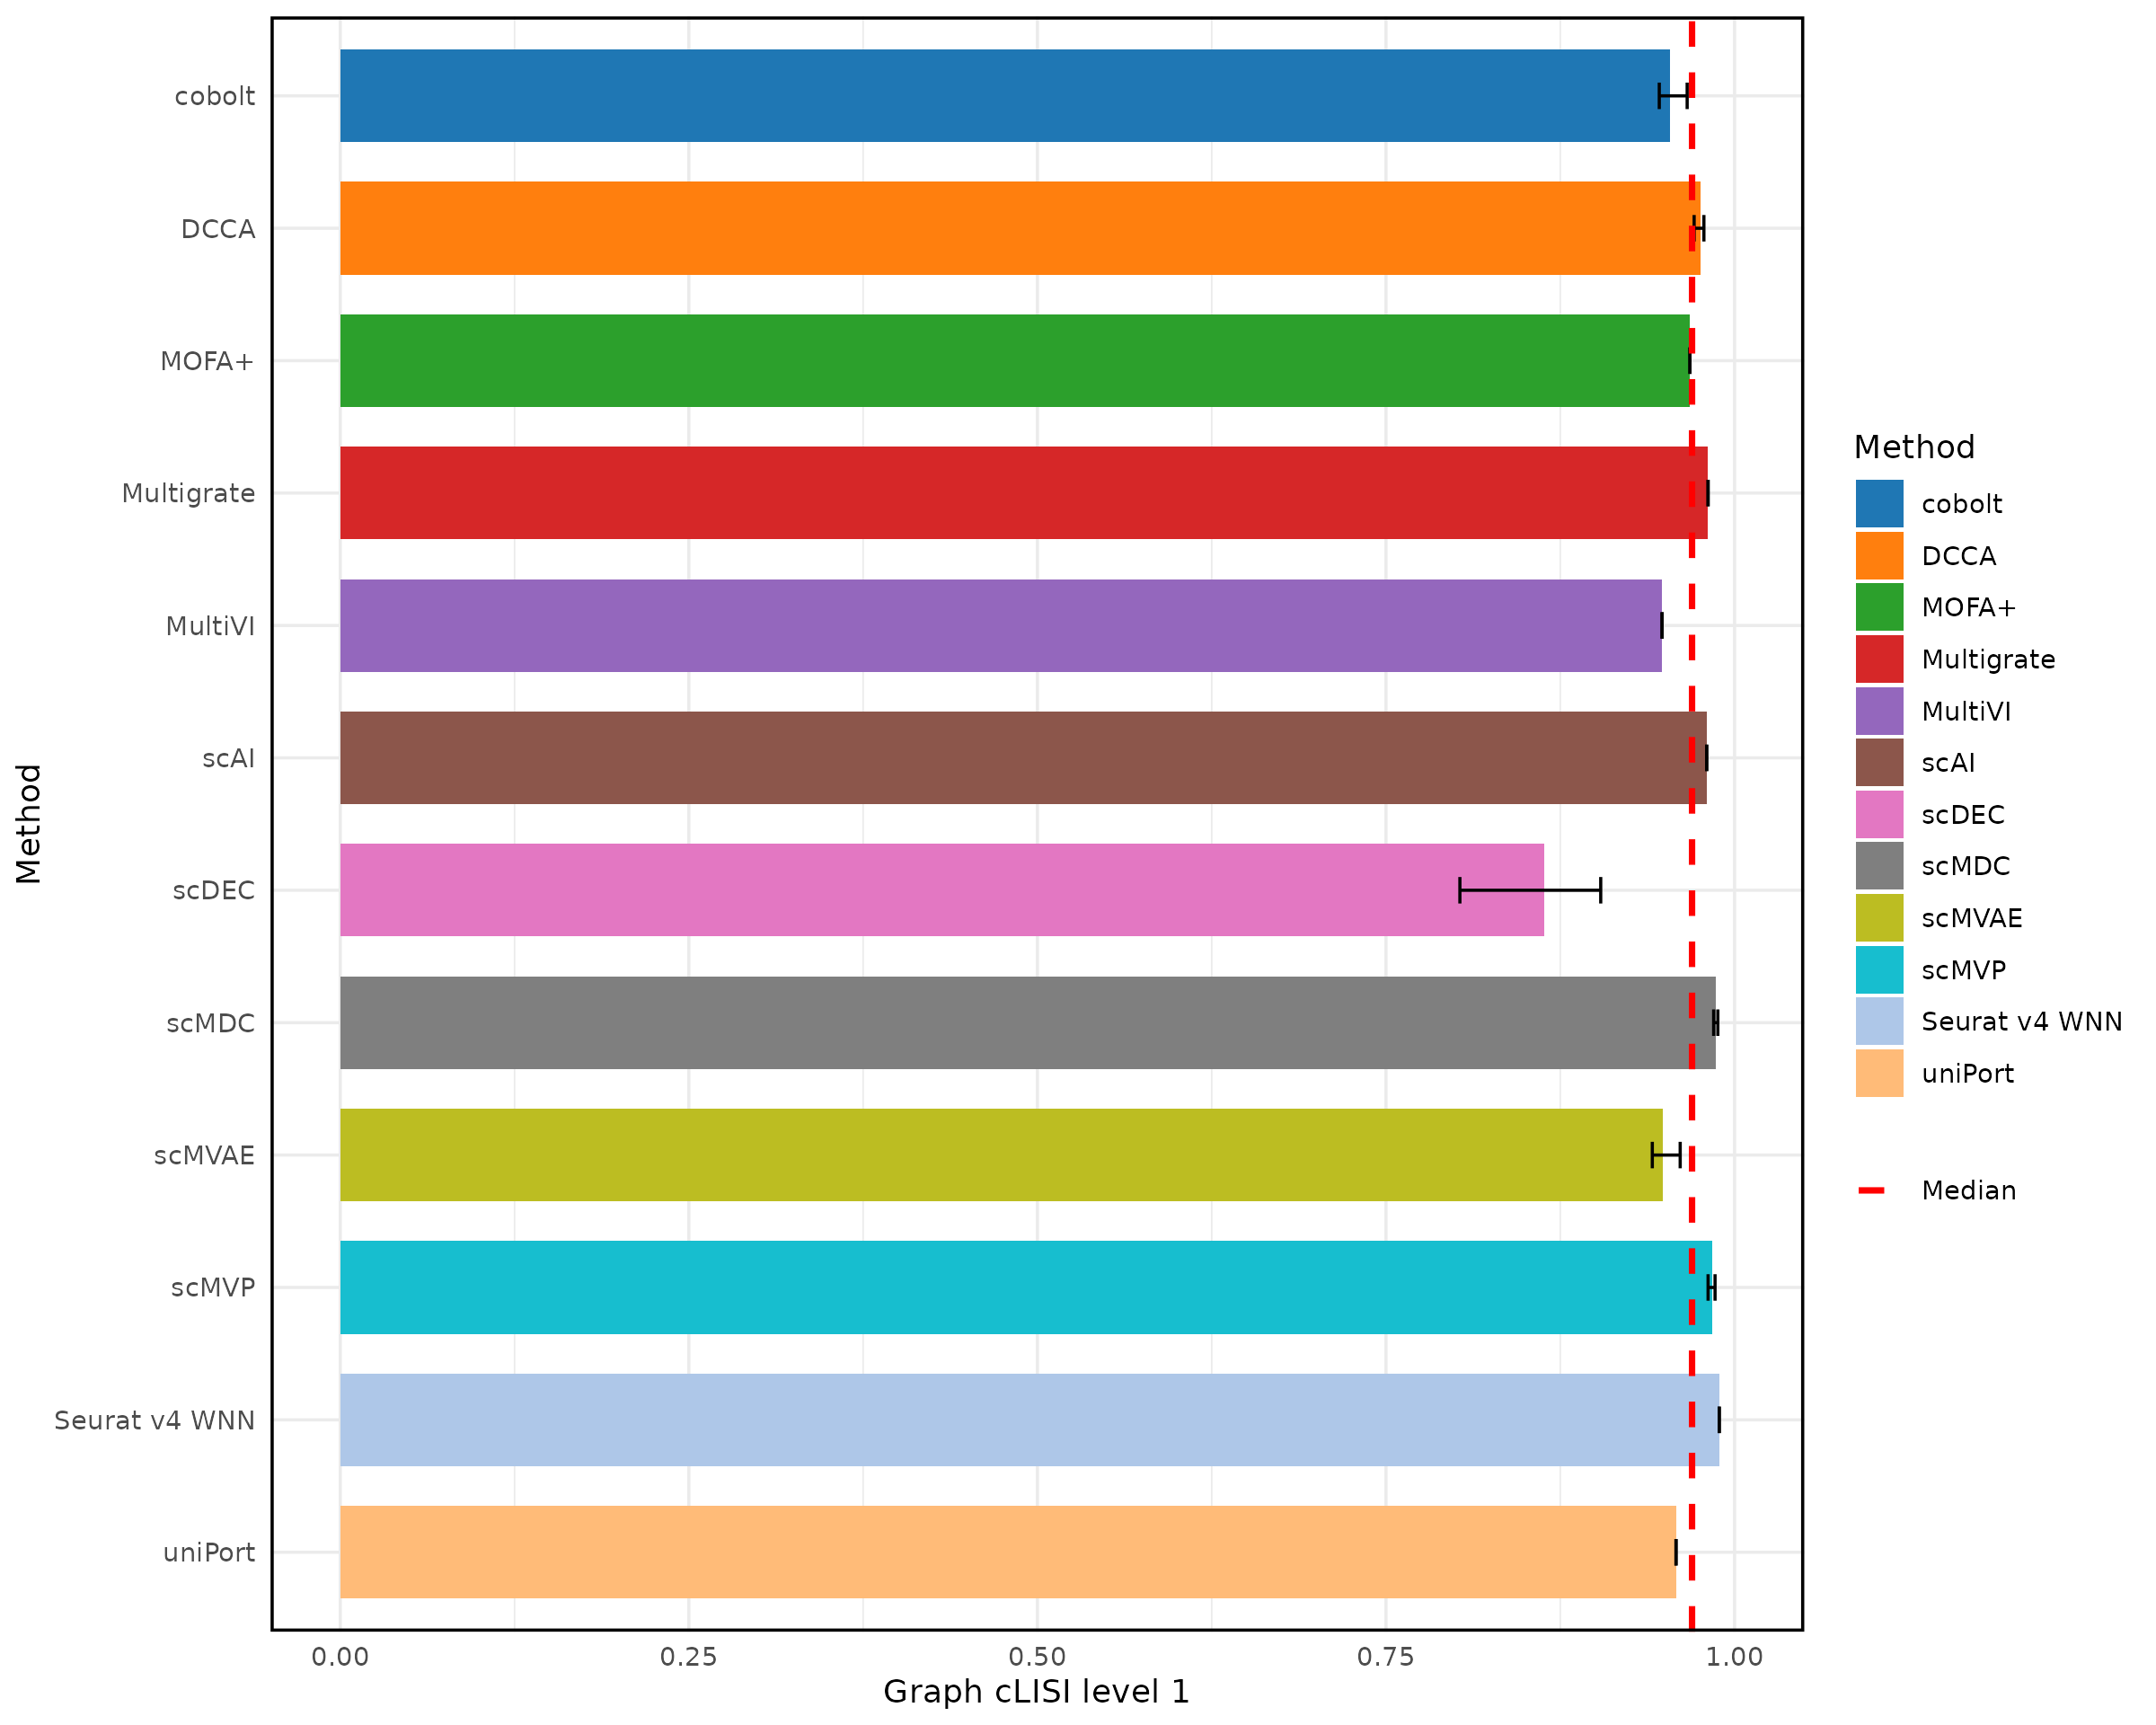 cobolt
DCCA
MOFA+
Multigrate
MultiVI
scAI
scDEC
scMDC
scMVAE
scMVP
Seurat v4 WNN
uniPort
Method
0.00 0.25 0.50 0.75 1.00
Graph cLISI level 1
Method
cobolt
DCCA
MOFA+
Multigrate
MultiVI
scAI
scDEC
scMDC
scMVAE
scMVP
Seurat v4 WNN
uniPort
Median